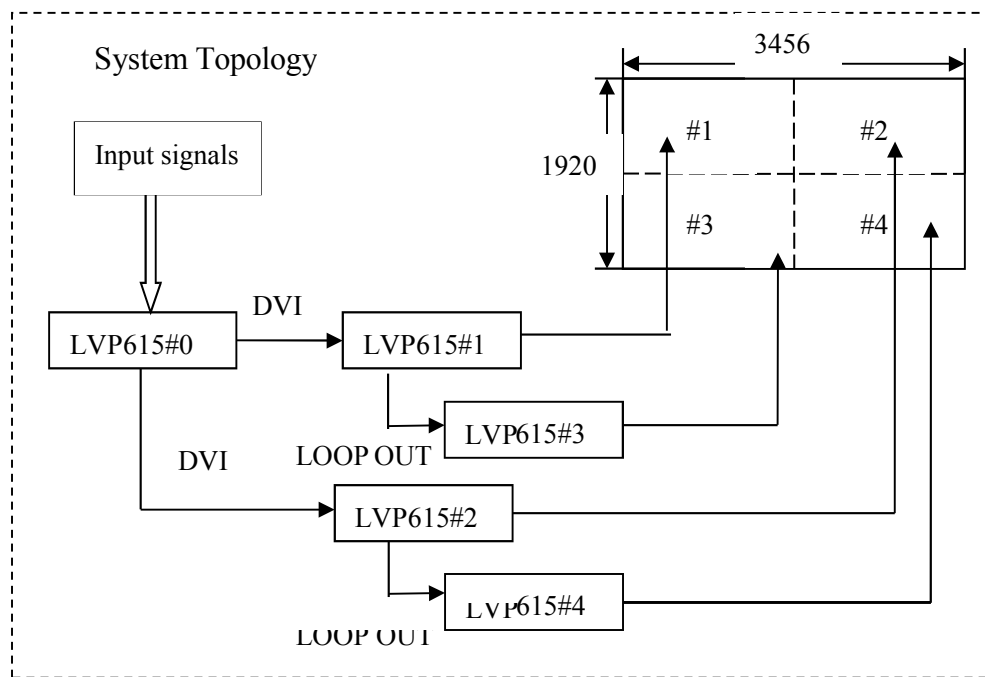 System Topology
3456
Input signals
#1
#2
1920
#3
#4
DVI
LVP615#0
LVP615#1
LVP615#3
LOOP OUT
DVI
LVP615#2
LVP615#4
LOOP OUT